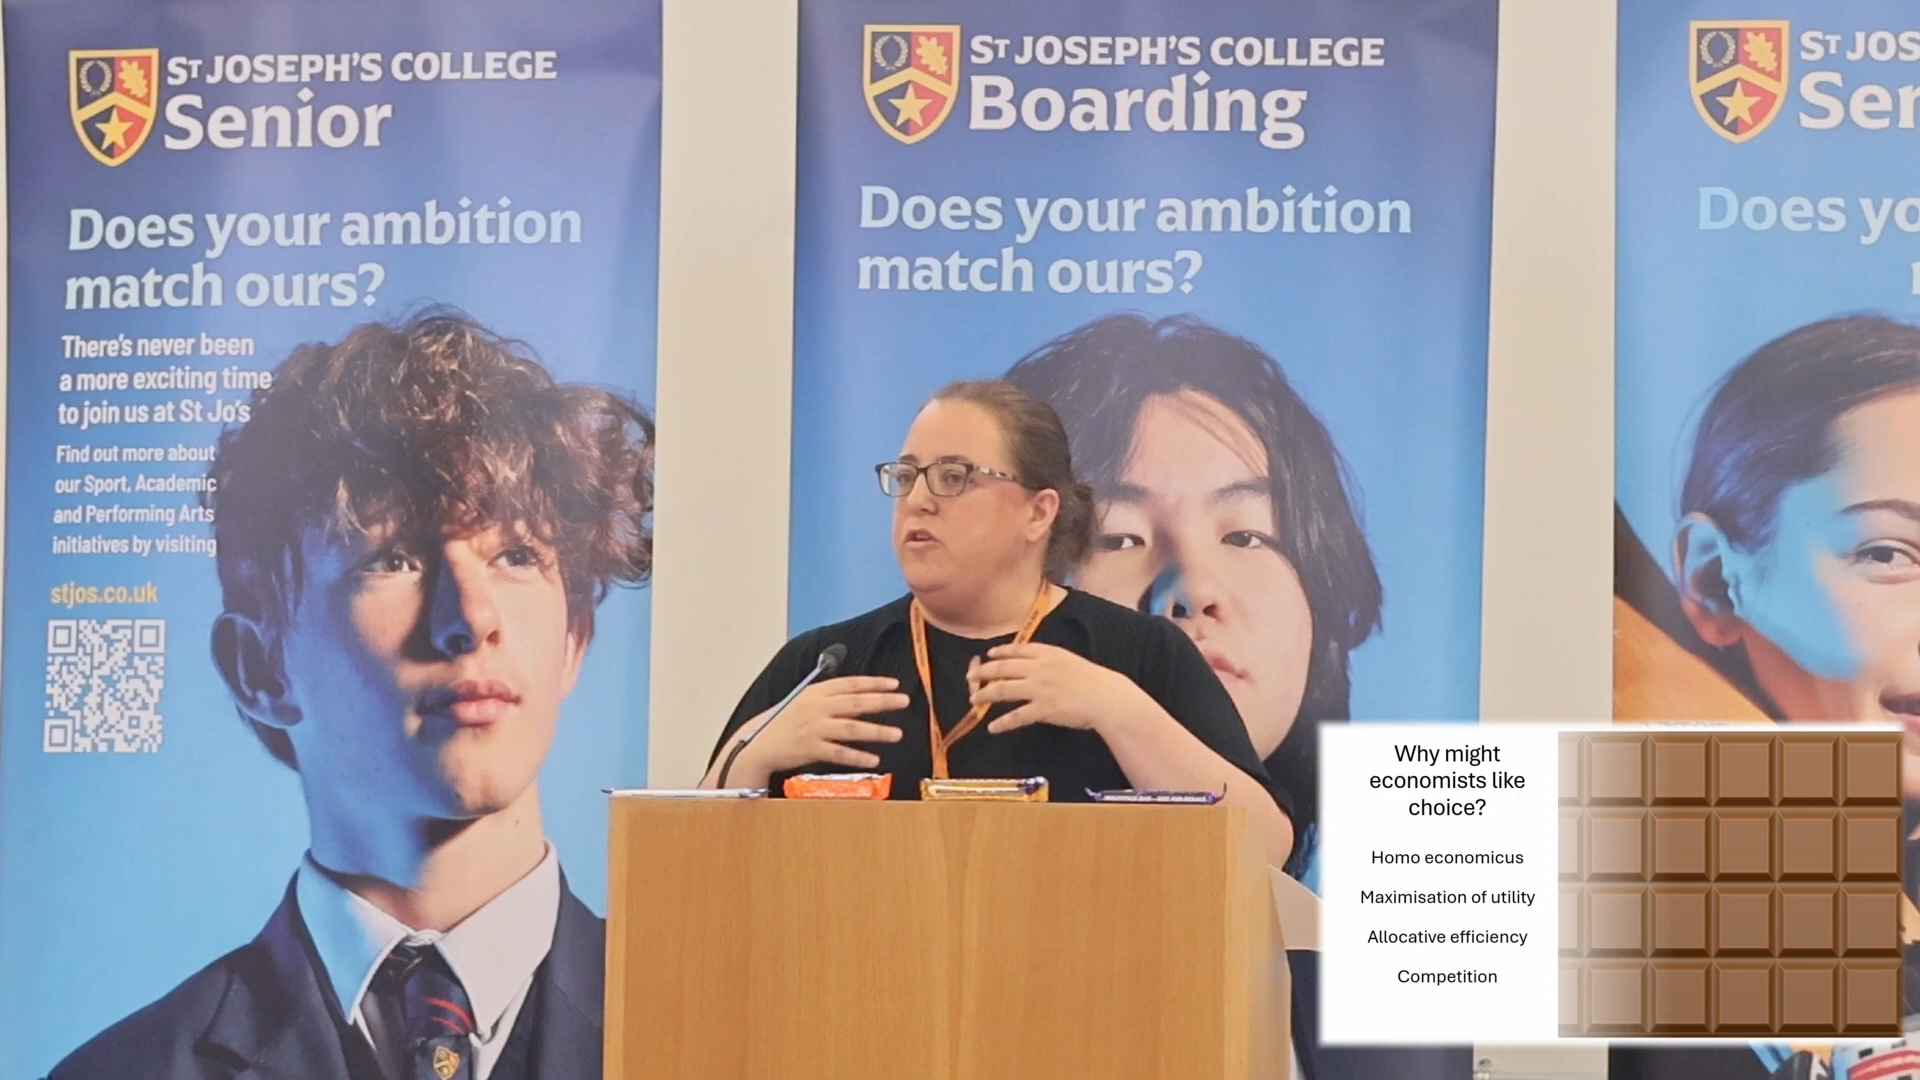 ST JOSEPH'S COLLEGE
Senior
Does your ambition
match ours?
There's never been
a more exciting time
to join us at St Jo's
Find out more about
our Sport, Academic
and Performing Arts
initiatives by visiting
stjos.co.uk
ST JOSEPH'S COLLEGE
Boarding
Does your ambition
match ours?
ST JOS
Ser
Does yo
Why might
economists like
choice?
Homo economicus
Maximisation of utility
Allocative efficiency
Competition